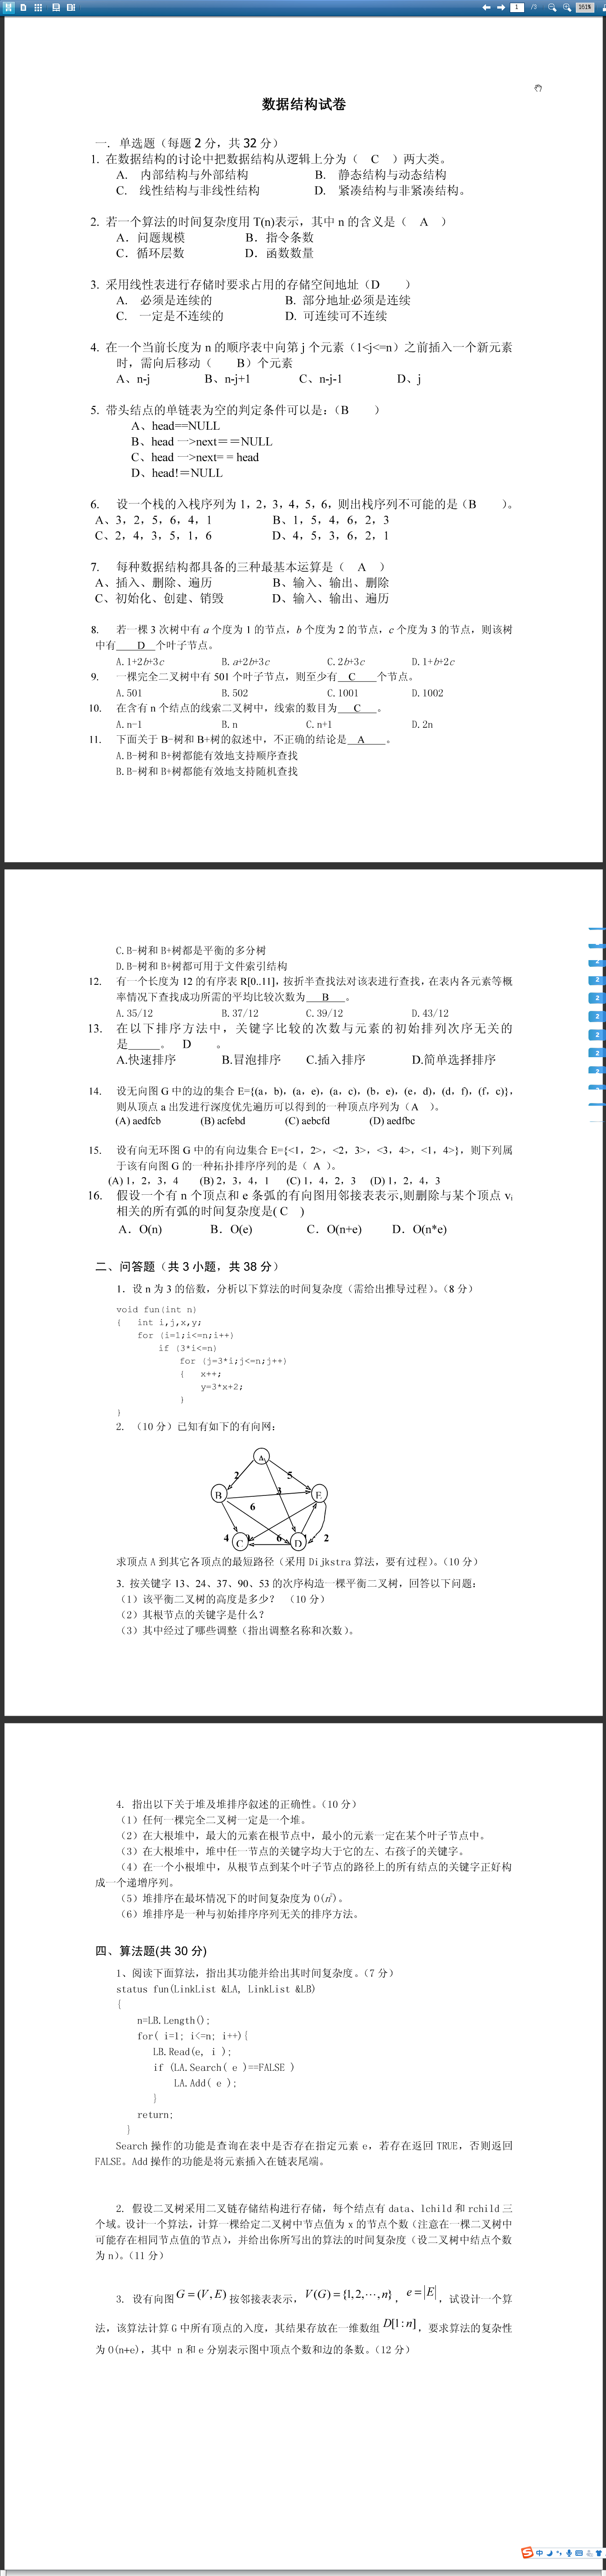 1 /3 161%
数据结构试卷
一．单选题（每题 2 分，共 32 分）
1. 在数据结构的讨论中把数据结构从逻辑上分为（ C ）两大类。
A. 内部结构与外部结构 B. 静态结构与动态结构
C. 线性结构与非线性结构 D. 紧凑结构与非紧凑结构。
2. 若一个算法的时间复杂度用 T(n)表示，其中 n 的含义是（ A ）
A．问题规模 B．指令条数
C．循环层数 D．函数数量
3. 采用线性表进行存储时要求占用的存储空间地址（D ）
A. 必须是连续的 B. 部分地址必须是连续
C. 一定是不连续的 D. 可连续可不连续
4. 在一个当前长度为 n 的顺序表中向第 j 个元素（1<j<=n）之前插入一个新元素
时，需向后移动（ B）个元素
A、n-j B、n-j+1 C、n-j-1 D、j
5. 带头结点的单链表为空的判定条件可以是:（B ）
A、head==NULL
B、head 一>next＝＝NULL
C、head 一>next= = head
D、head!＝NULL
6. 设一个栈的入栈序列为 1，2，3，4，5，6，则出栈序列不可能的是（B ）。
A、3，2，5，6，4，1 B、1，5，4，6，2，3
C、2，4，3，5，1，6 D、4，5，3，6，2，1
7. 每种数据结构都具备的三种最基本运算是（ A ）
A、插入、删除、遍历 B、输入、输出、删除
C、初始化、创建、销毁 D、输入、输出、遍历
8. 若一棵 3 次树中有 a 个度为 1 的节点，b 个度为 2 的节点，c 个度为 3 的节点，则该树
中有 D 个叶子节点。
A.1+2b+3c B.a+2b+3c C.2b+3c D.1+b+2c
9. 一棵完全二叉树中有 501 个叶子节点，则至少有 C 个节点。
A.501 B.502 C.1001 D.1002
10. 在含有 n 个结点的线索二叉树中，线索的数目为 C 。
A.n-1 B.n C.n+1 D.2n
11. 下面关于 B-树和 B+树的叙述中，不正确的结论是 A 。
A.B-树和 B+树都能有效地支持顺序查找
B.B-树和 B+树都能有效地支持随机查找
C.B-树和 B+树都是平衡的多分树
D.B-树和 B+树都可用于文件索引结构
12. 有一个长度为 12 的有序表 R[0..11]，按折半查找法对该表进行查找，在表内各元素等概
率情况下查找成功所需的平均比较次数为 B 。
A.35/12 B.37/12 C.39/12 D.43/12
13. 在以下排序方法中，关键字比较的次数与元素的初始排列次序无关的
是_____。 D 。
A.快速排序 B.冒泡排序 C.插入排序 D.简单选择排序
14. 设无向图 G 中的边的集合 E={(a，b)，(a，e)，(a，c)，(b，e)，(e，d)，(d，f)，(f，c)}，
则从顶点 a 出发进行深度优先遍历可以得到的一种顶点序列为（A ）。
(A) aedfcb (B) acfebd (C) aebcfd (D) aedfbc
15. 设有向无环图 G 中的有向边集合 E={<1，2>，<2，3>，<3，4>，<1，4>}，则下列属
于该有向图 G 的一种拓扑排序序列的是（ A ）。
(A) 1，2，3，4 (B) 2，3，4，1 (C) 1，4，2，3 (D) 1，2，4，3
16. 假设一个有 n 个顶点和 e 条弧的有向图用邻接表表示,则删除与某个顶点 vi
相关的所有弧的时间复杂度是( C )
A．O(n) B．O(e) C．O(n+e) D．O(n*e)
二、问答题（共 3 小题，共 38 分）
1．设 n 为 3 的倍数，分析以下算法的时间复杂度（需给出推导过程）。（8 分）
void fun(int n)
{ int i,j,x,y;
for (i=1;i<=n;i++)
if (3*i<=n)
for (j=3*i;j<=n;j++)
{ x++;
y=3*x+2;
}
}
2. （10 分）已知有如下的有向网：
A
2 5
B 3 E
6
4 C 6 D 2
求顶点 A 到其它各顶点的最短路径（采用 Dijkstra 算法，要有过程）。（10 分）
3. 按关键字 13、24、37、90、53 的次序构造一棵平衡二叉树，回答以下问题：
（1）该平衡二叉树的高度是多少？ （10 分）
（2）其根节点的关键字是什么？
（3）其中经过了哪些调整（指出调整名称和次数）。
4. 指出以下关于堆及堆排序叙述的正确性。（10 分）
（1）任何一棵完全二叉树一定是一个堆。
（2）在大根堆中，最大的元素在根节点中，最小的元素一定在某个叶子节点中。
（3）在大根堆中，堆中任一节点的关键字均大于它的左、右孩子的关键字。
（4）在一个小根堆中，从根节点到某个叶子节点的路径上的所有结点的关键字正好构
成一个递增序列。
（5）堆排序在最坏情况下的时间复杂度为 O(n²)。
（6）堆排序是一种与初始排序序列无关的排序方法。
四、算法题(共 30 分)
1、阅读下面算法，指出其功能并给出其时间复杂度。（7 分）
status fun(LinkList &LA, LinkList &LB)
{
n=LB.Length();
for( i=1; i<=n; i++){
LB.Read(e, i );
if (LA.Search( e )==FALSE )
LA.Add( e );
}
return;
}
Search 操作的功能是查询在表中是否存在指定元素 e，若存在返回 TRUE，否则返回
FALSE。Add 操作的功能是将元素插入在链表尾端。
2. 假设二叉树采用二叉链存储结构进行存储，每个结点有 data、lchild 和 rchild 三
个域。设计一个算法，计算一棵给定二叉树中节点值为 x 的节点个数（注意在一棵二叉树中
可能存在相同节点值的节点），并给出你所写出的算法的时间复杂度（设二叉树中结点个数
为 n）。（11 分）
3. 设有向图 G = (V, E) 按邻接表表示，V(G) = {1,2,⋯,n}，e = |E|，试设计一个算
法，该算法计算 G 中所有顶点的入度，其结果存放在一维数组 D[1:n]，要求算法的复杂性
为 O(n+e)，其中 n 和 e 分别表示图中顶点个数和边的条数。（12 分）
中